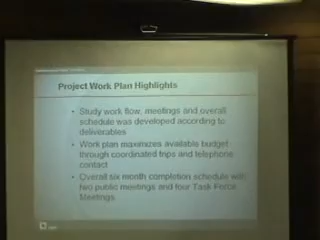 Project Work Plan Highlights
• Study work flow, meetings and overall
schedule was developed according to
deliverables
• Work plan maximizes available budget
through coordinated trips and telephone
contact
• Overall six month completion schedule with
two public meetings and four Task Force
Meetings